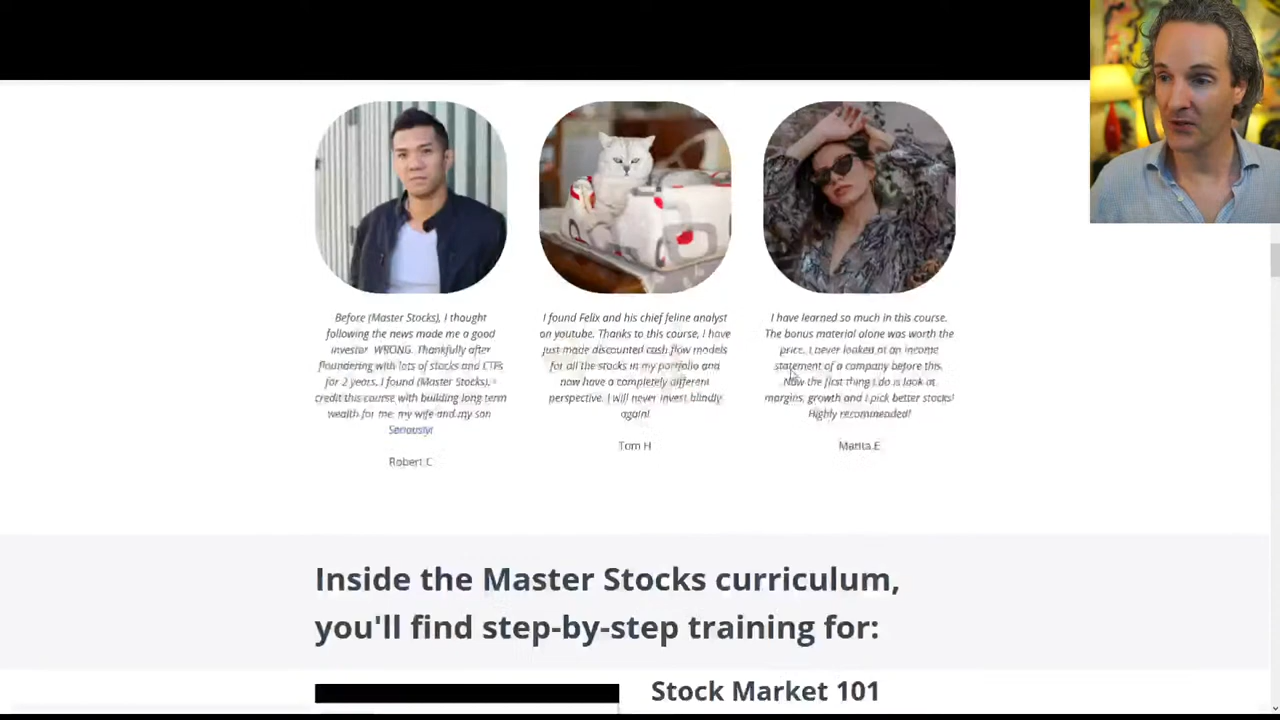 Before (Master Stocks), I thought
following the news made me a good
investor WRONG. Thankfully after
floundering with lots of stocks and ETFs
for 2 years, I found (Master Stocks).
credit this course with building long term
wealth for me, my wife and my son
Seriously!
Robert C
I found Felix and his chief feline analyst
on youtube. Thanks to this course, I have
just made discounted cash flow models
for all the stocks in my portfolio and
now have a completely different
perspective. I will never invest blindly
again!
Tom H
I have learned so much in this course.
The bonus material alone was worth the
price. I never looked at an income
statement of a company before this.
Now the first thing I do is look at
margins, growth and I pick better stocks!
Highly recommended!
Marita E
Inside the Master Stocks curriculum,
you'll find step-by-step training for:
Stock Market 101